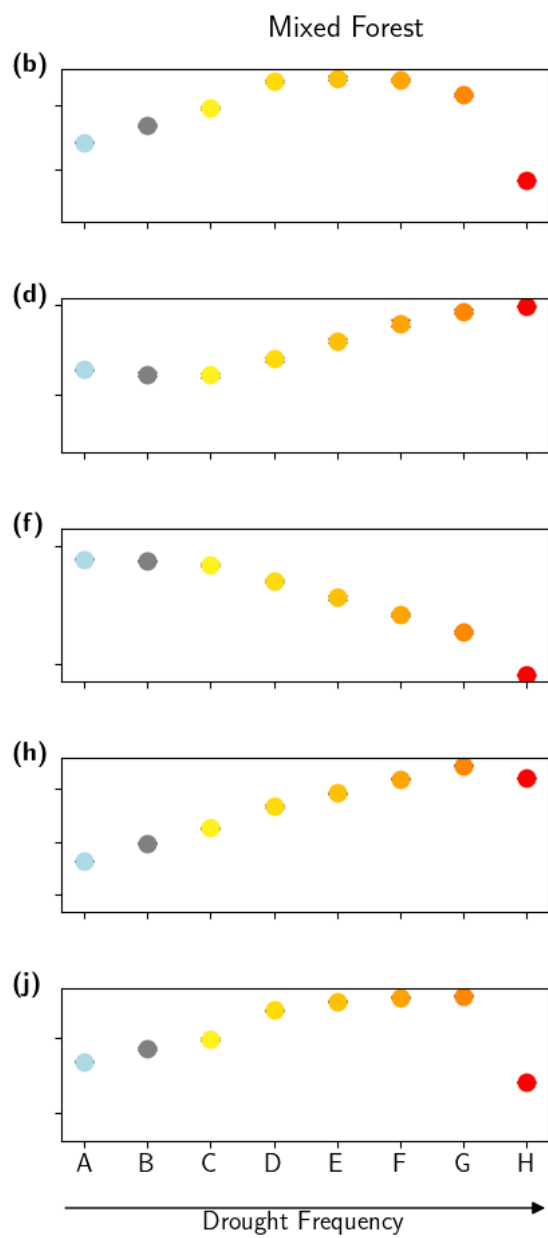 Mixed Forest
(b)
(d)
(f)
(h)
(j)
A B C D E F G H
Drought Frequency